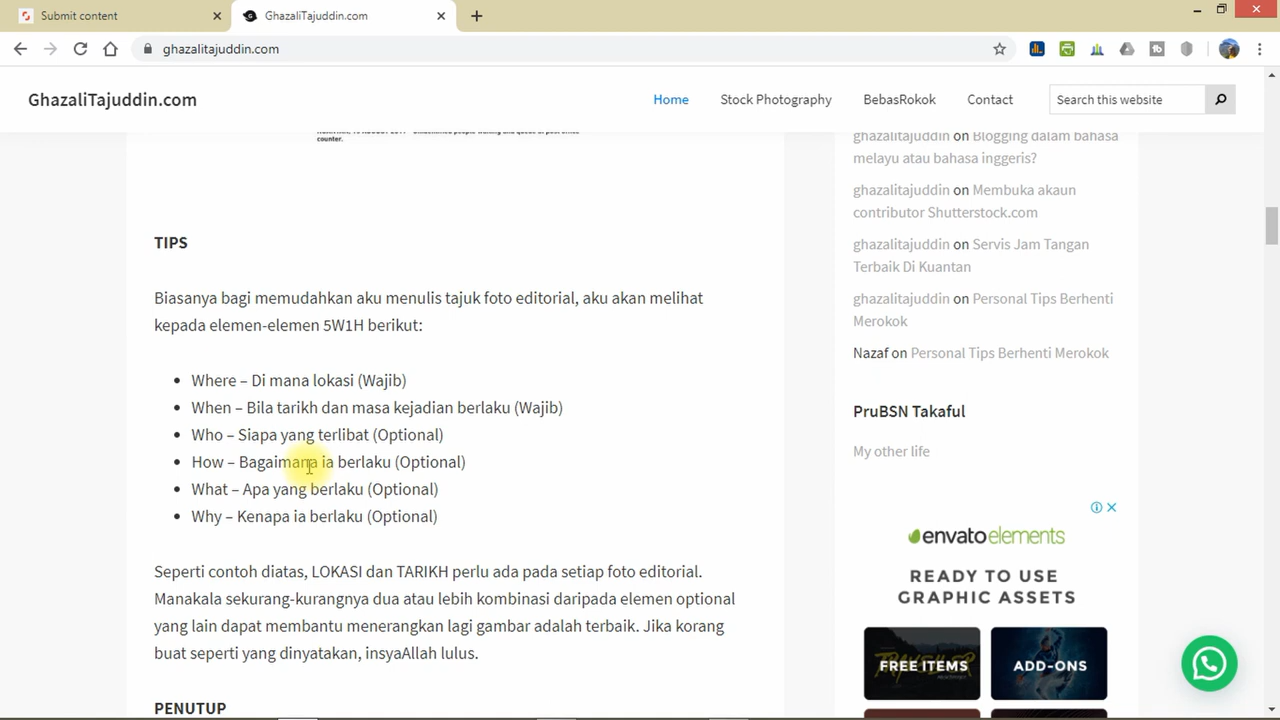 Submit content
GhazaliTajuddin.com
ghazalitajuddin.com
GhazaliTajuddin.com
Home
Stock Photography
BebasRokok
Contact
Search this website
counter.
TIPS
Biasanya bagi memudahkan aku menulis tajuk foto editorial, aku akan melihat
kepada elemen-elemen 5W1H berikut:
Where – Di mana lokasi (Wajib)
When – Bila tarikh dan masa kejadian berlaku (Wajib)
Who – Siapa yang terlibat (Optional)
How – Bagaimana ia berlaku (Optional)
What – Apa yang berlaku (Optional)
Why – Kenapa ia berlaku (Optional)
Seperti contoh diatas, LOKASI dan TARIKH perlu ada pada setiap foto editorial.
Manakala sekurang-kurangnya dua atau lebih kombinasi daripada elemen optional
yang lain dapat membantu menerangkan lagi gambar adalah terbaik. Jika korang
buat seperti yang dinyatakan, insyaAllah lulus.
PENUTUP
ghazalitajuddin on Blogging dalam bahasa
melayu atau bahasa inggeris?
ghazalitajuddin on Membuka akaun
contributor Shutterstock.com
ghazalitajuddin on Servis Jam Tangan
Terbaik Di Kuantan
ghazalitajuddin on Personal Tips Berhenti
Merokok
Nazaf on Personal Tips Berhenti Merokok
PruBSN Takaful
My other life
envato elements
READY TO USE
GRAPHIC ASSETS
FREE ITEMS
ADD-ONS